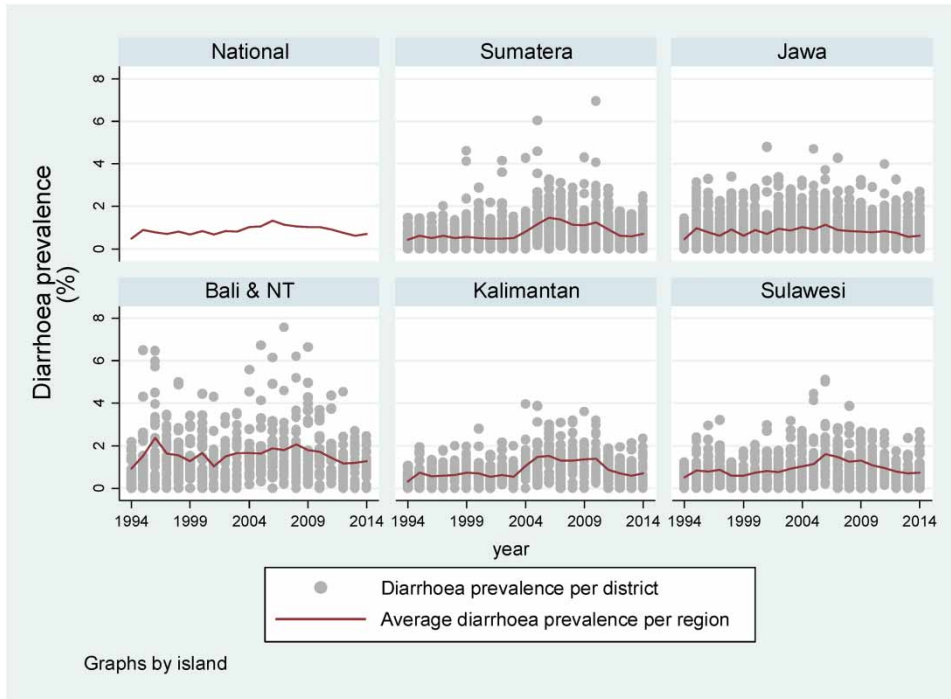 National
Sumatera
Jawa
8
6
4
2
0
Diarrhoea prevalence
(%)
Bali & NT
Kalimantan
Sulawesi
8
6
4
2
0
1994 1999 2004 2009 2014
1994 1999 2004 2009 2014
1994 1999 2004 2009 2014
year
Diarrhoea prevalence per district
Average diarrhoea prevalence per region
Graphs by island